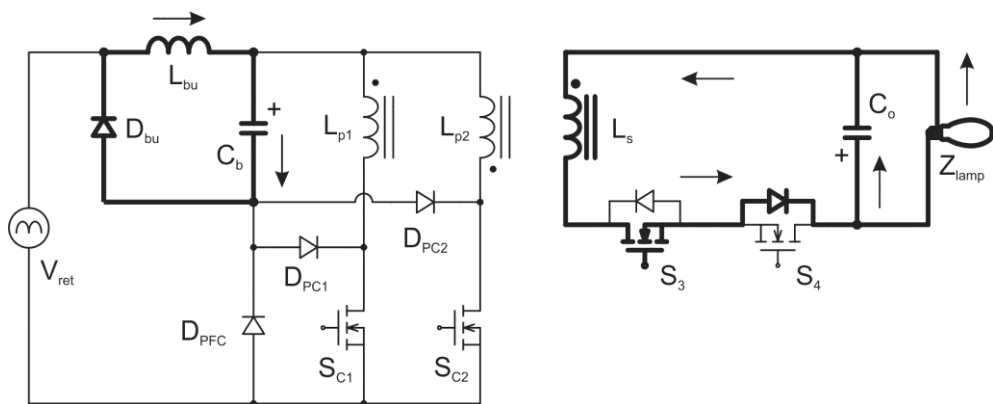 L_bu
D_bu
+
C_b
L_p1
L_p2
V_ret
D_PC2
D_PC1
D_PFC
S_C1
S_C2
L_s
C_o
+
Z_lamp
S_3
S_4